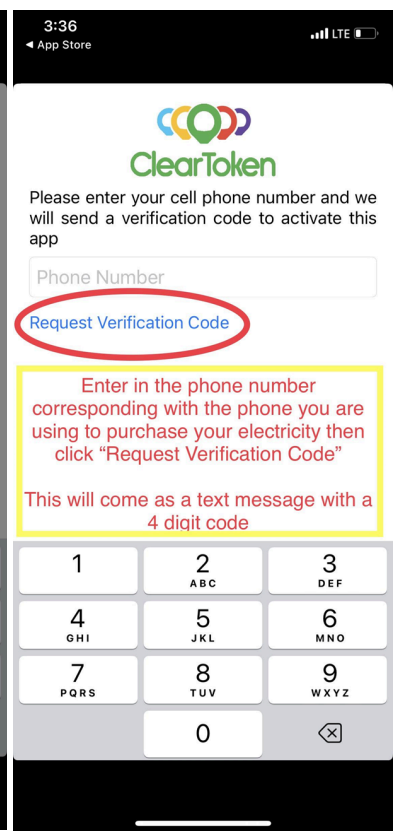 3:36
LTE
◀ App Store
ClearToken
Please enter your cell phone number and we
will send a verification code to activate this
app
Phone Number
Request Verification Code
Enter in the phone number
corresponding with the phone you are
using to purchase your electricity then
click “Request Verification Code”
This will come as a text message with a
4 digit code
1 2 3
ABC DEF
4 5 6
GHI JKL MNO
7 8 9
PQRS TUV WXYZ
0